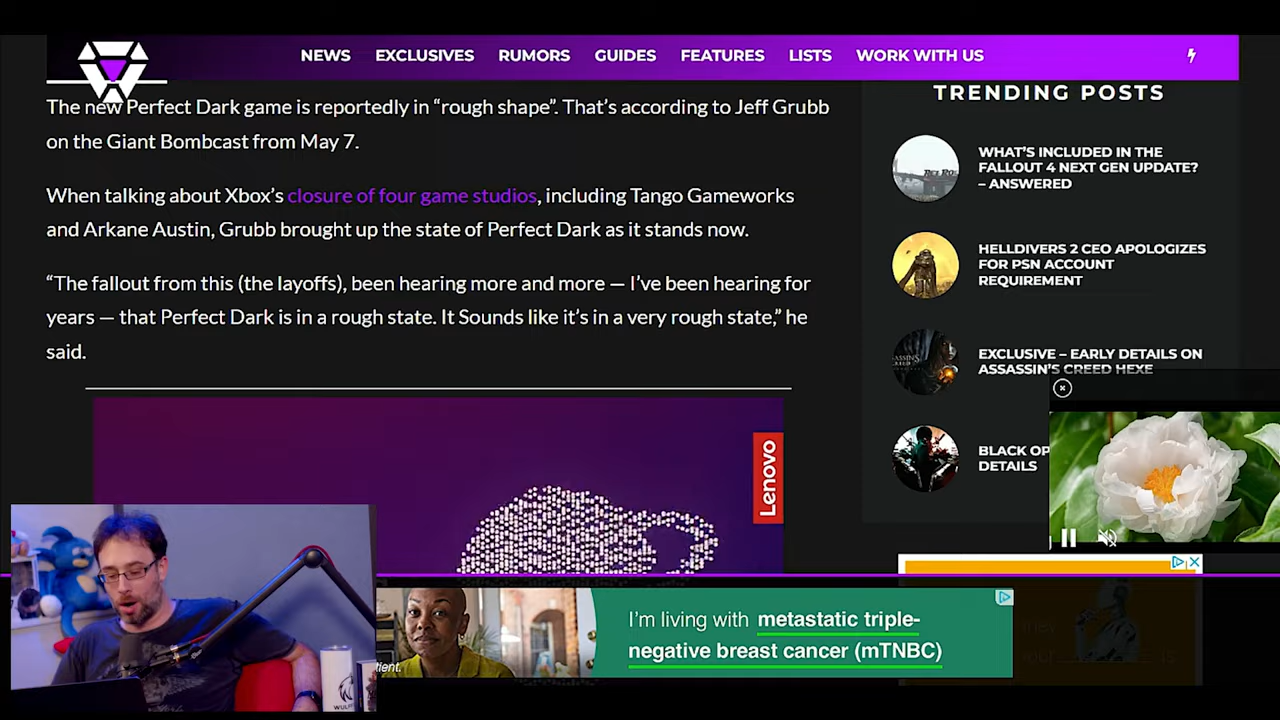 NEWS EXCLUSIVES RUMORS GUIDES FEATURES LISTS WORK WITH US
The new Perfect Dark game is reportedly in “rough shape”. That’s according to Jeff Grubb
on the Giant Bombcast from May 7.
When talking about Xbox’s closure of four game studios, including Tango Gameworks
and Arkane Austin, Grubb brought up the state of Perfect Dark as it stands now.
“The fallout from this (the layoffs), been hearing more and more — I’ve been hearing for
years — that Perfect Dark is in a rough state. It Sounds like it’s in a very rough state,” he
said.
TRENDING POSTS
WHAT’S INCLUDED IN THE
FALLOUT 4 NEXT GEN UPDATE?
– ANSWERED
HELLDIVERS 2 CEO APOLOGIZES
FOR PSN ACCOUNT
REQUIREMENT
EXCLUSIVE – EARLY DETAILS ON
ASSASSIN’S CREED HEXE
BLACK OP
DETAILS
Lenovo
I’m living with metastatic triple-
negative breast cancer (mTNBC)